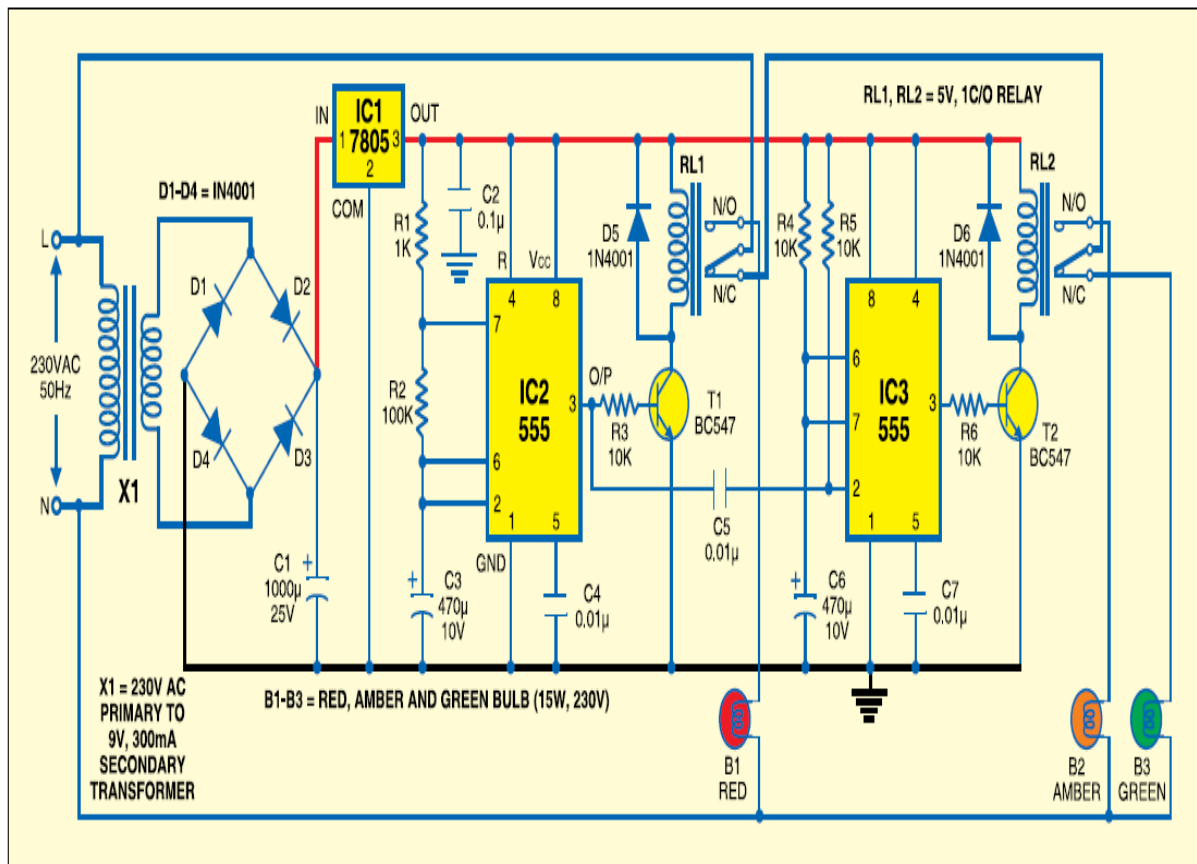 IN
IC1
7805
OUT
1
3
2
COM
D1-D4 = IN4001
RL1, RL2 = 5V, 1C/O RELAY
L
230VAC
50Hz
N
X1
D1
D2
D4
D3
C1
1000µ
25V
+
R1
1K
C2
0.1µ
R2
100K
C3
470µ
10V
+
R
VCC
4
8
7
6
2
IC2
555
3
1
5
GND
C4
0.01µ
O/P
R3
10K
D5
1N4001
RL1
N/O
N/C
T1
BC547
C5
0.01µ
R4
10K
R5
10K
8
4
6
7
2
IC3
555
3
1
5
C6
470µ
10V
+
C7
0.01µ
R6
10K
D6
1N4001
RL2
N/O
N/C
T2
BC547
X1 = 230V AC
PRIMARY TO
9V, 300mA
SECONDARY
TRANSFORMER
B1-B3 = RED, AMBER AND GREEN BULB (15W, 230V)
B1
RED
B2
AMBER
B3
GREEN